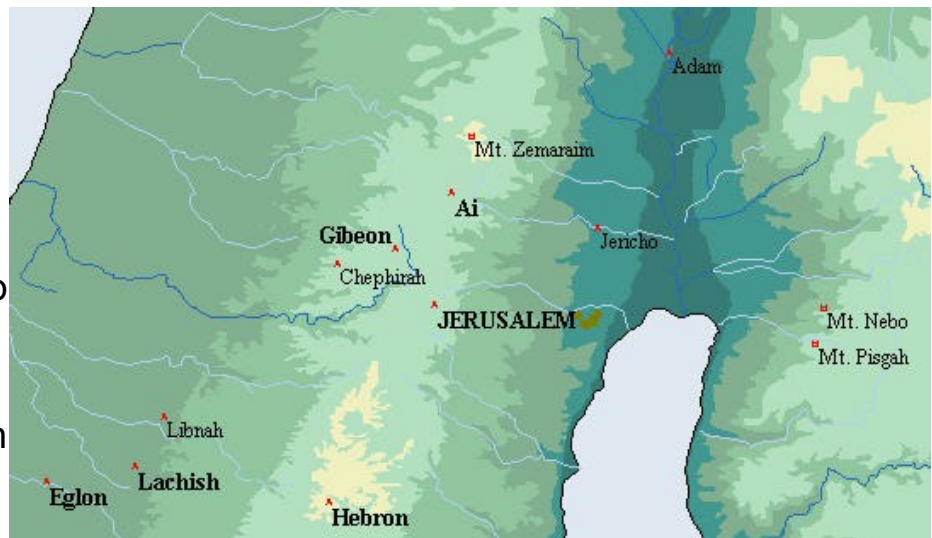 Adam
Mt. Zemaraim
Ai
Gibeon
Jericho
Chephirah
JERUSALEM
Mt. Nebo
Mt. Pisgah
Libnah
Lachish
Eglon
Hebron